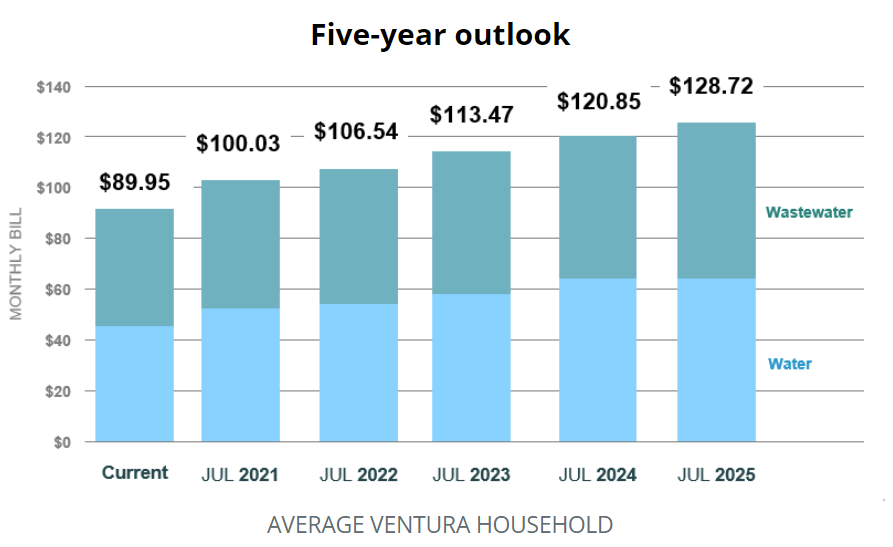 Five-year outlook
$140
$120
$100
$80
$60
$40
$20
$0
MONTHLY BILL
$89.95
$100.03
$106.54
$113.47
$120.85
$128.72
Wastewater
Water
Current
JUL 2021
JUL 2022
JUL 2023
JUL 2024
JUL 2025
AVERAGE VENTURA HOUSEHOLD